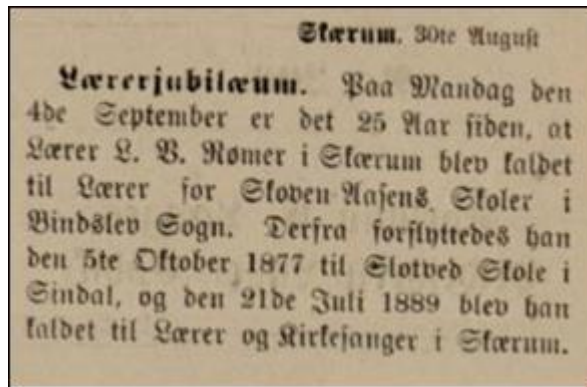 Skærum. 30te August
Lærerjubilæum. Paa Mandag den
4de September er det 25 Aar siden, at
Lærer L. B. Rømer i Skærum blev kaldet
til Lærer for Skoven Aasens Skoler i
Bindslev Sogn. Derfra forflyttedes han
den 5te Oktober 1877 til Slotved Skole i
Sindal, og den 21de Juli 1889 blev han
kaldet til Lærer og Kirkesanger i Skærum.